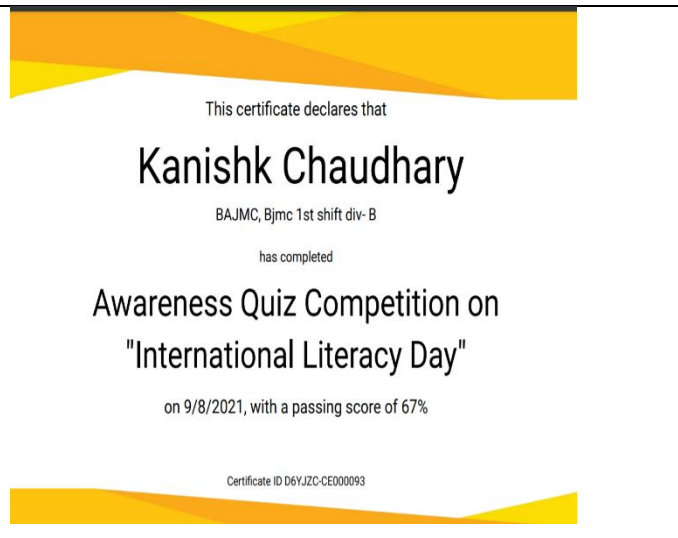 This certificate declares that
Kanishk Chaudhary
BAJMC, Bjmc 1st shift div- B
has completed
Awareness Quiz Competition on
"International Literacy Day"
on 9/8/2021, with a passing score of 67%
Certificate ID D6YJZC-CE000093